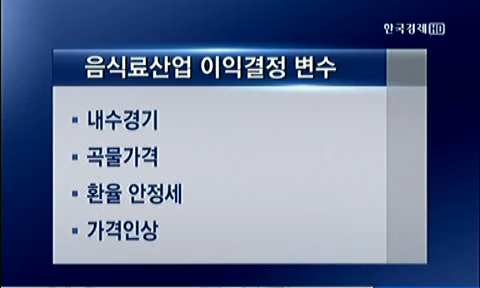 한국경제HD
음식료산업 이익결정 변수
내수경기
곡물가격
환율 안정세
가격인상